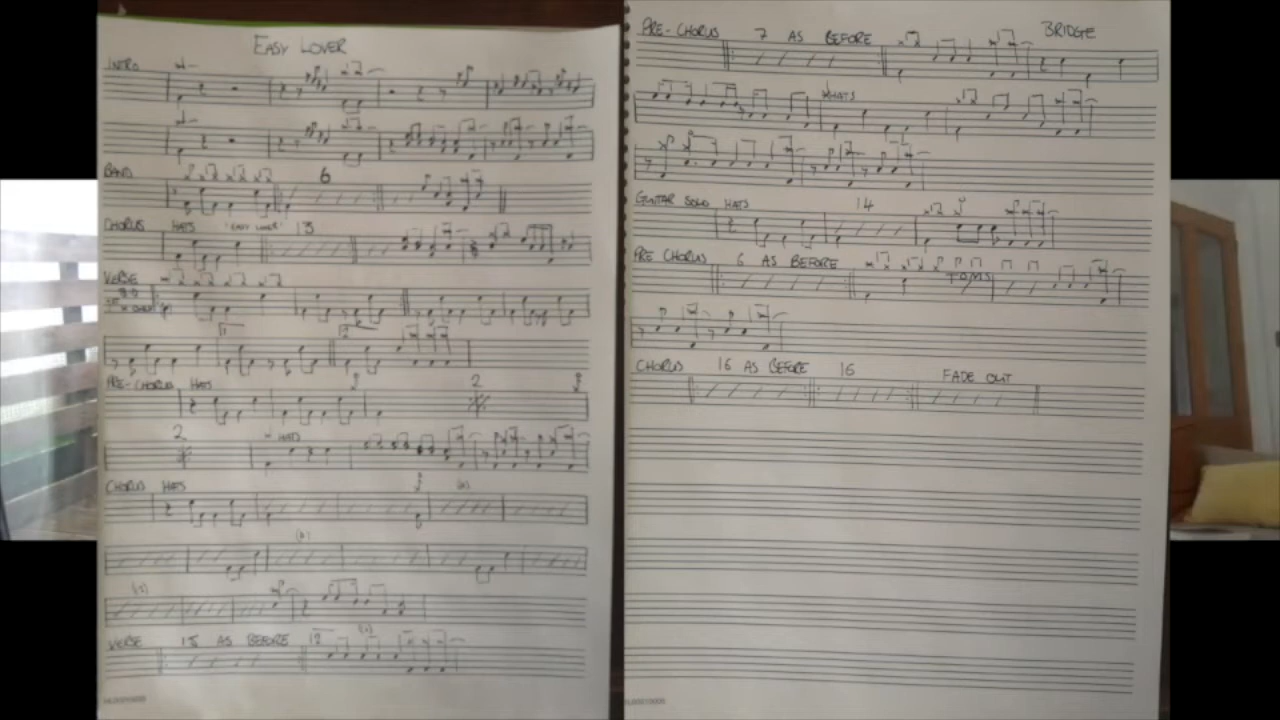 EASY LOVER
INTRO
BAND 6
CHORUS HATS "EASY LOVER" 13
VERSE
PRE-CHORUS HATS
2
2 HATS
CHORUS HATS
VERSE 15 AS BEFORE
PRE-CHORUS 7 AS BEFORE BRIDGE
HATS
GUITAR SOLO HATS 14
PRE CHORUS 6 AS BEFORE TOMS
CHORUS 16 AS BEFORE 16 FADE OUT